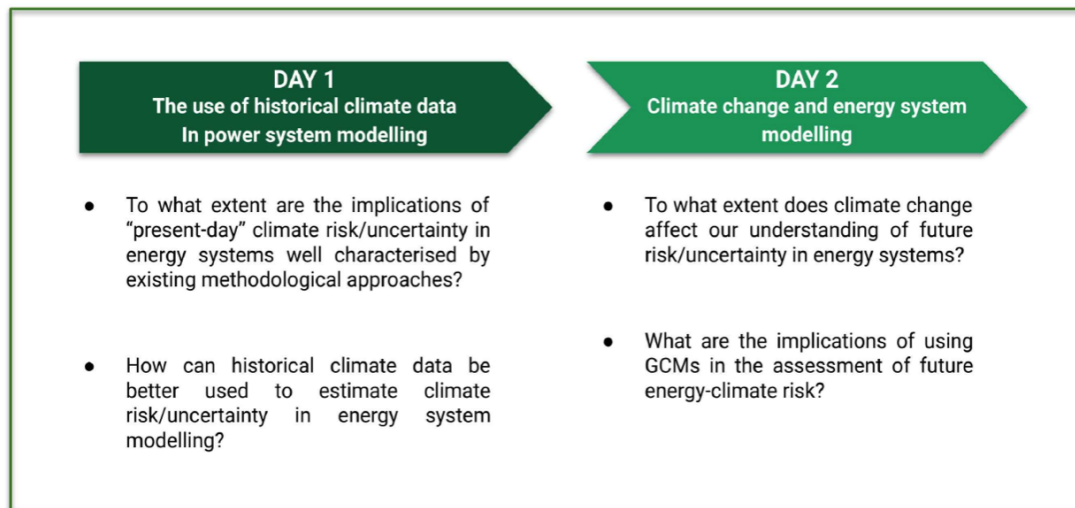 DAY 1
The use of historical climate data
In power system modelling
● To what extent are the implications of
“present-day” climate risk/uncertainty in
energy systems well characterised by
existing methodological approaches?
● How can historical climate data be
better used to estimate climate
risk/uncertainty in energy system
modelling?
DAY 2
Climate change and energy system
modelling
● To what extent does climate change
affect our understanding of future
risk/uncertainty in energy systems?
● What are the implications of using
GCMs in the assessment of future
energy-climate risk?